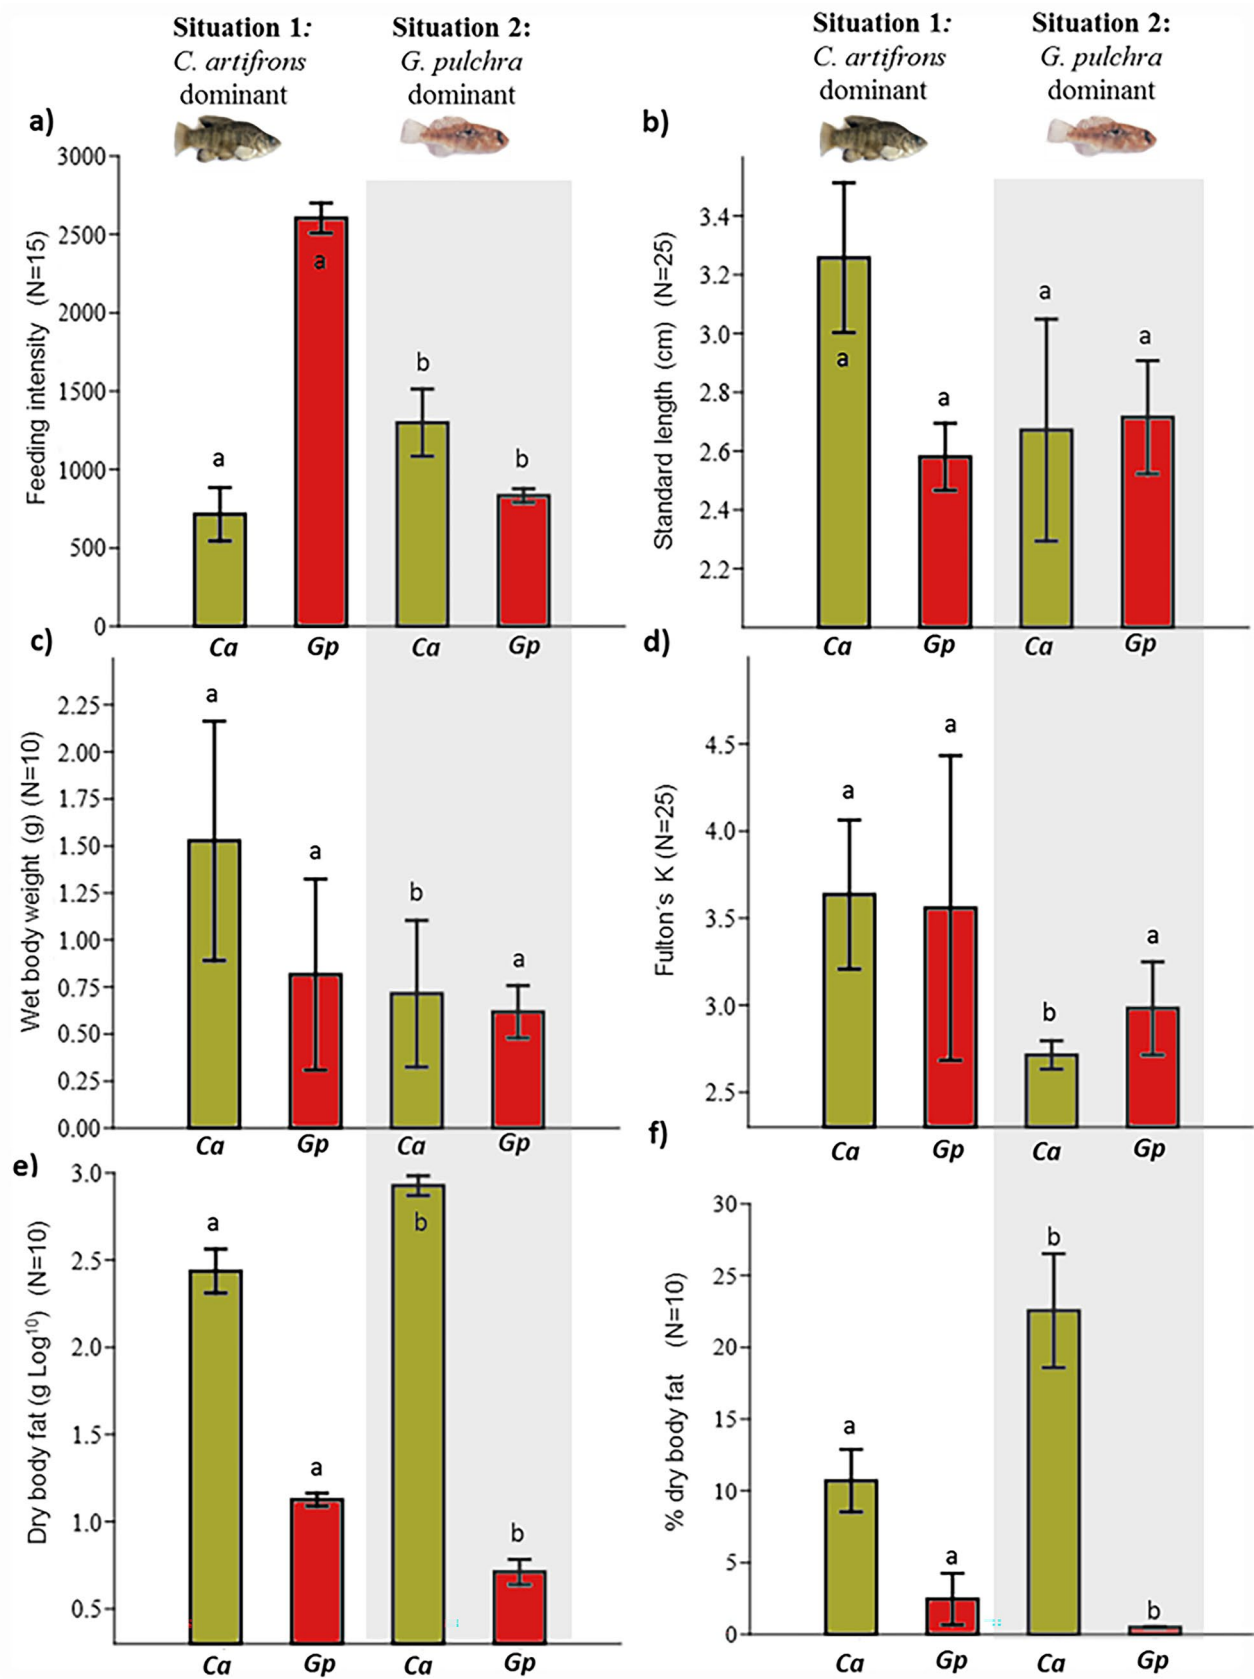 Situation 1:
C. artifrons
dominant
Situation 2:
G. pulchra
dominant
Situation 1:
C. artifrons
dominant
Situation 2:
G. pulchra
dominant
a)
Feeding intensity (N=15)
3000
2500
2000
1500
1000
500
0
a
a
b
b
Ca
Gp
Ca
Gp
b)
Standard length (cm) (N=25)
3.4
3.2
3.0
2.8
2.6
2.4
2.2
a
a
a
a
Ca
Gp
Ca
Gp
c)
Wet body weight (g) (N=10)
2.25
2.00
1.75
1.50
1.25
1.00
0.75
0.50
0.25
0.00
a
a
b
a
Ca
Gp
Ca
Gp
d)
Fulton´s K (N=25)
4.5
4.0
3.5
3.0
2.5
a
a
b
a
Ca
Gp
Ca
Gp
e)
Dry body fat (g Log¹⁰) (N=10)
3.0
2.5
2.0
1.5
1.0
0.5
a
a
b
b
Ca
Gp
Ca
Gp
f)
% dry body fat (N=10)
30
25
20
15
10
5
0
a
a
b
b
Ca
Gp
Ca
Gp